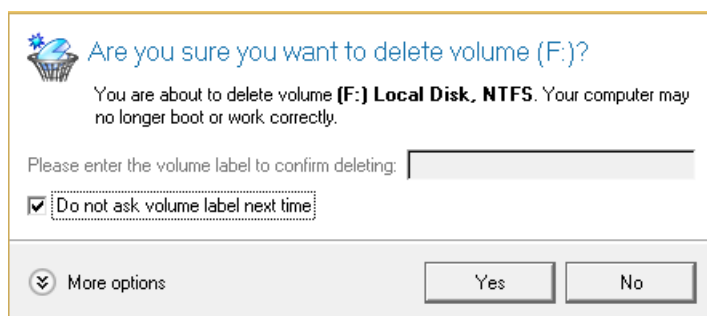 Are you sure you want to delete volume (F:)?
You are about to delete volume (F:) Local Disk, NTFS. Your computer may
no longer boot or work correctly.
Please enter the volume label to confirm deleting:
Do not ask volume label next time
More options
Yes
No